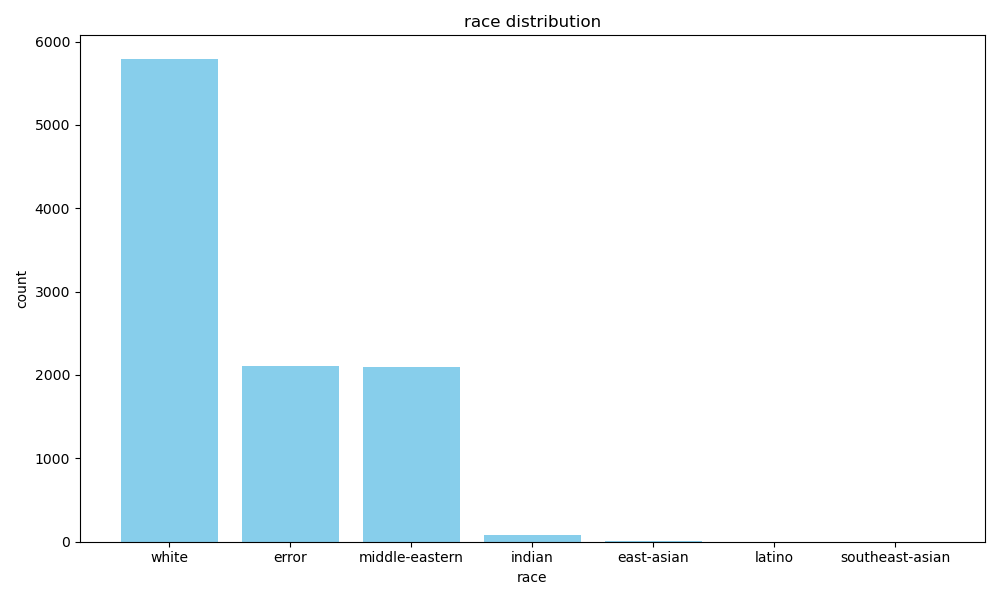 race distribution
6000
5000
4000
3000
2000
1000
0
count
white error middle-eastern indian east-asian latino southeast-asian
race